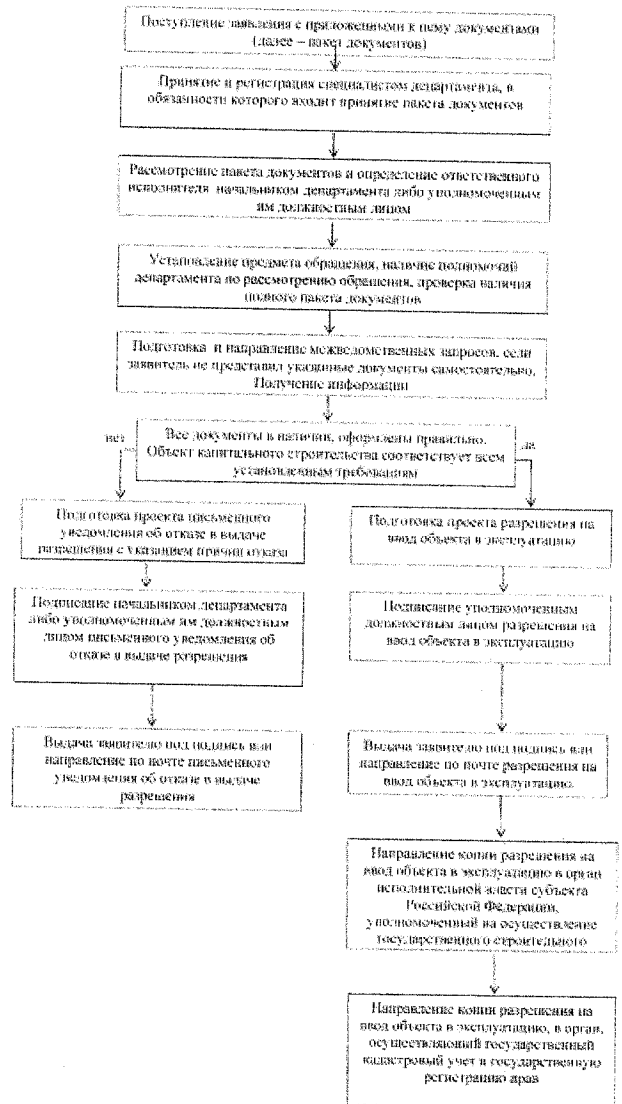 Поступление заявления с приложенными к нему документами
(далее – пакет документов)
Принятие и регистрация специалистом департамента, в
обязанности которого входит принятие пакета документов
Рассмотрение пакета документов и определение ответственного
исполнителя начальником департамента либо уполномоченным
им должностным лицом
Установление предмета обращения, наличие полномочий
департамента по рассмотрению обращения, проверка наличия
полного пакета документов
Подготовка и направление межведомственных запросов, если
заявитель не представил указанные документы самостоятельно.
Получение информации
нет
Все документы в наличии, оформлены правильно.
Объект капитального строительства соответствует всем
установленным требованиям
да
Подготовка проекта письменного
уведомления об отказе в выдаче
разрешения с указанием причин отказа
Подготовка проекта разрешения на
ввод объекта в эксплуатацию
Подписание начальником департамента
либо уполномоченным им должностным
лицом письменного уведомления об
отказе в выдаче разрешения
Подписание уполномоченным
должностным лицом разрешения на
ввод объекта в эксплуатацию
Выдача заявителю под подпись или
направление по почте письменного
уведомления об отказе в выдаче
разрешения
Выдача заявителю под подпись или
направление по почте разрешения на
ввод объекта в эксплуатацию.
Направление копии разрешения на
ввод объекта в эксплуатацию в орган
исполнительной власти субъекта
Российской Федерации,
уполномоченный на осуществление
государственного строительного
Направление копии разрешения на
ввод объекта в эксплуатацию, в орган,
осуществляющий государственный
кадастровый учет и государственную
регистрацию прав